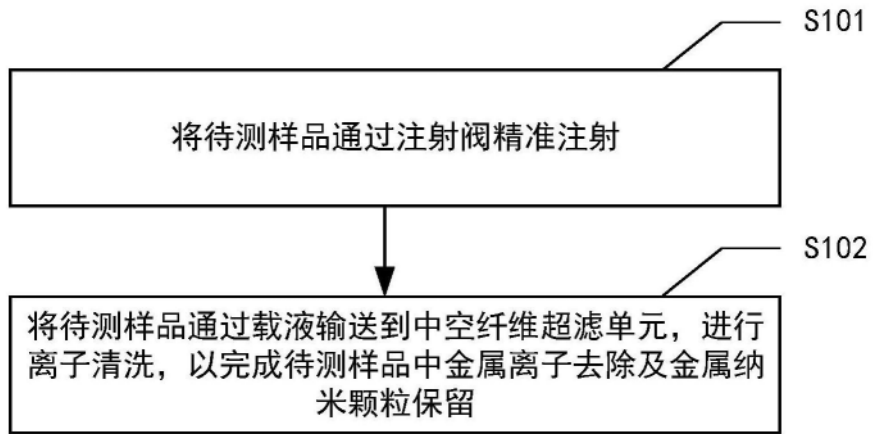 S101
将待测样品通过注射阀精准注射
S102
将待测样品通过载液输送到中空纤维超滤单元，进行
离子清洗，以完成待测样品中金属离子去除及金属纳
米颗粒保留